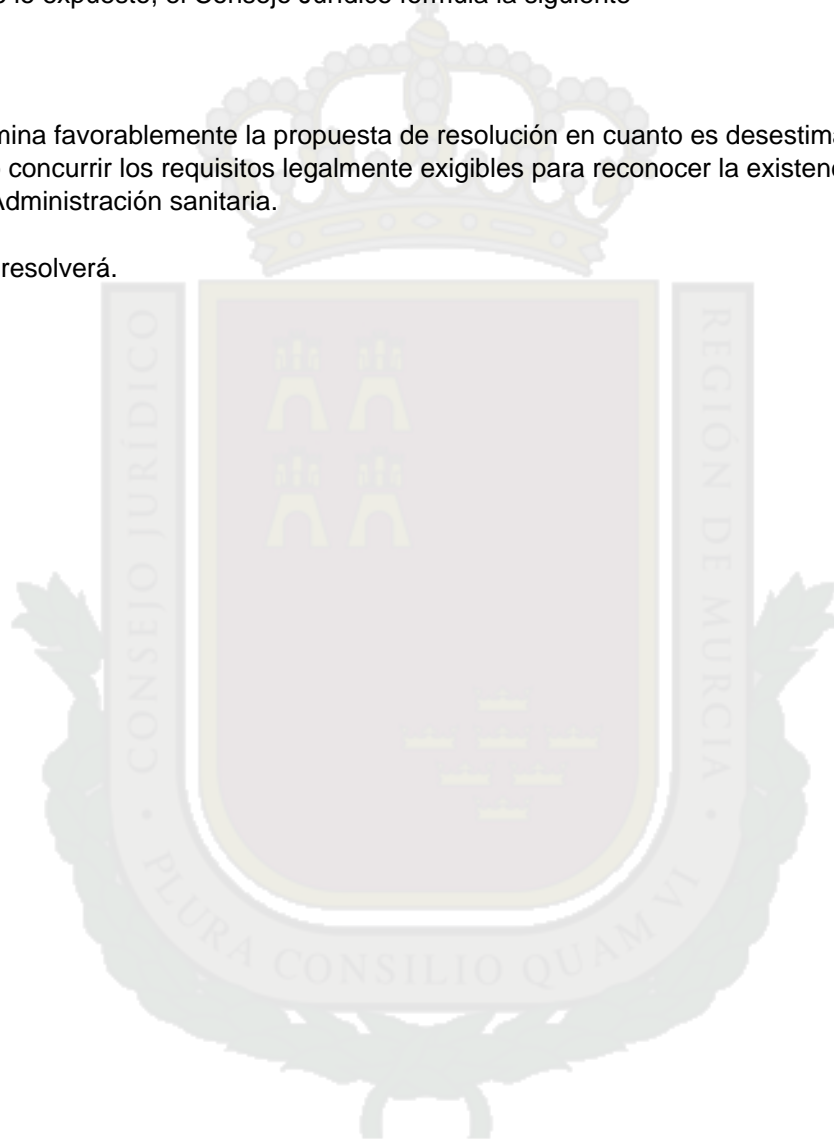 lo expuesto, el Consejo Jurídico formula la siguiente
mina favorablemente la propuesta de resolución en cuanto es desestima
concurrir los requisitos legalmente exigibles para reconocer la existen
Administración sanitaria.
resolverá.
CONSEJO JURÍDICO
REGIÓN DE MURCIA
PLURA CONSILIO QUAM VI